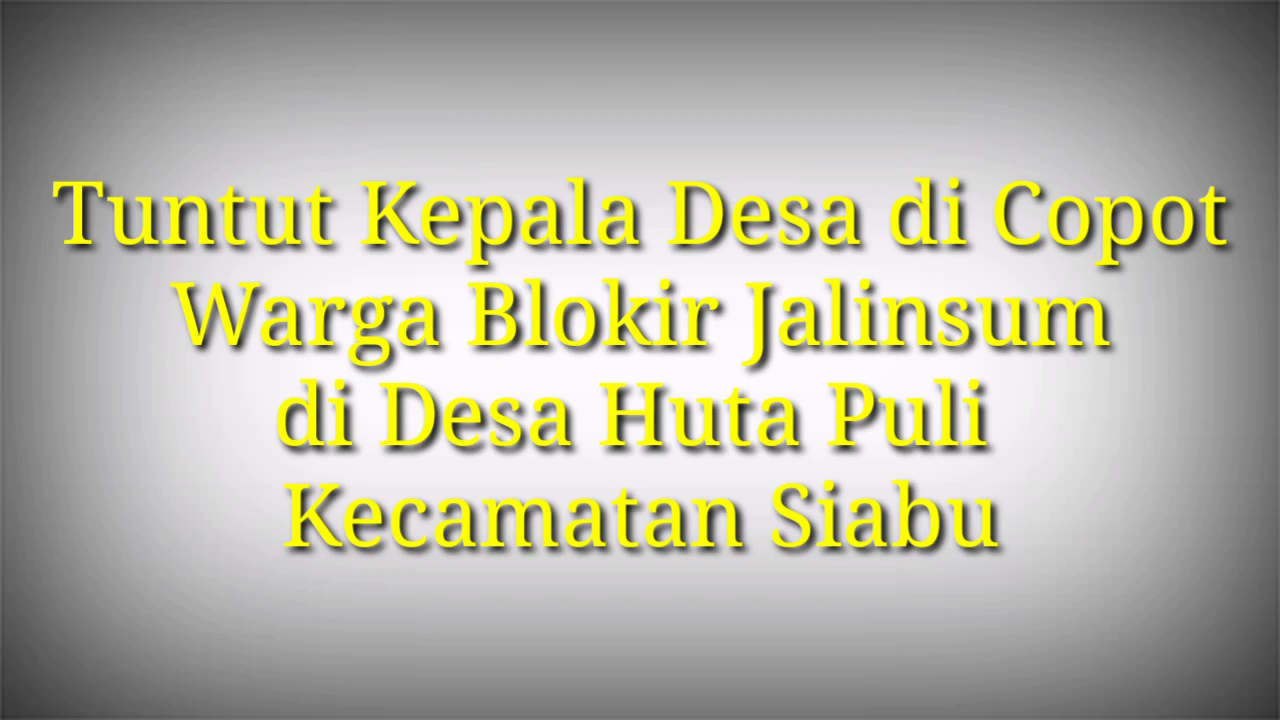 Tuntut Kepala Desa di Copot
Warga Blokir Jalinsum
di Desa Huta Puli
Kecamatan Siabu